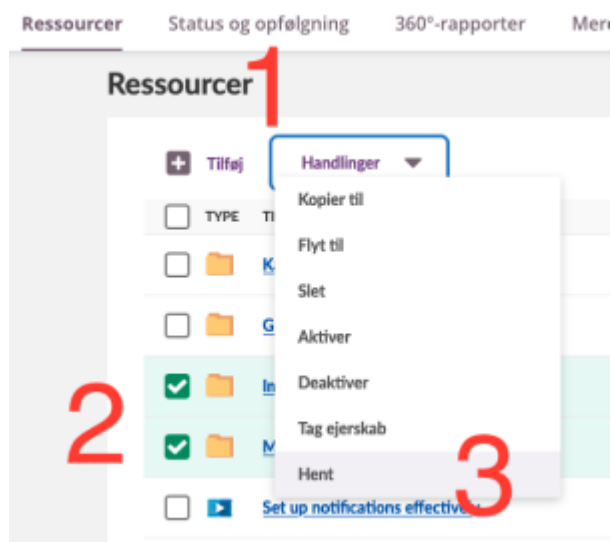 Ressourcer Status og opfølgning 360°-rapporter
1
Ressourcer
Tilføj Handlinger
TYPE
Kopier til
Flyt til
Slet
Aktiver
Deaktiver
2
Tag ejerskab
Hent
3
Set up notifications effectively